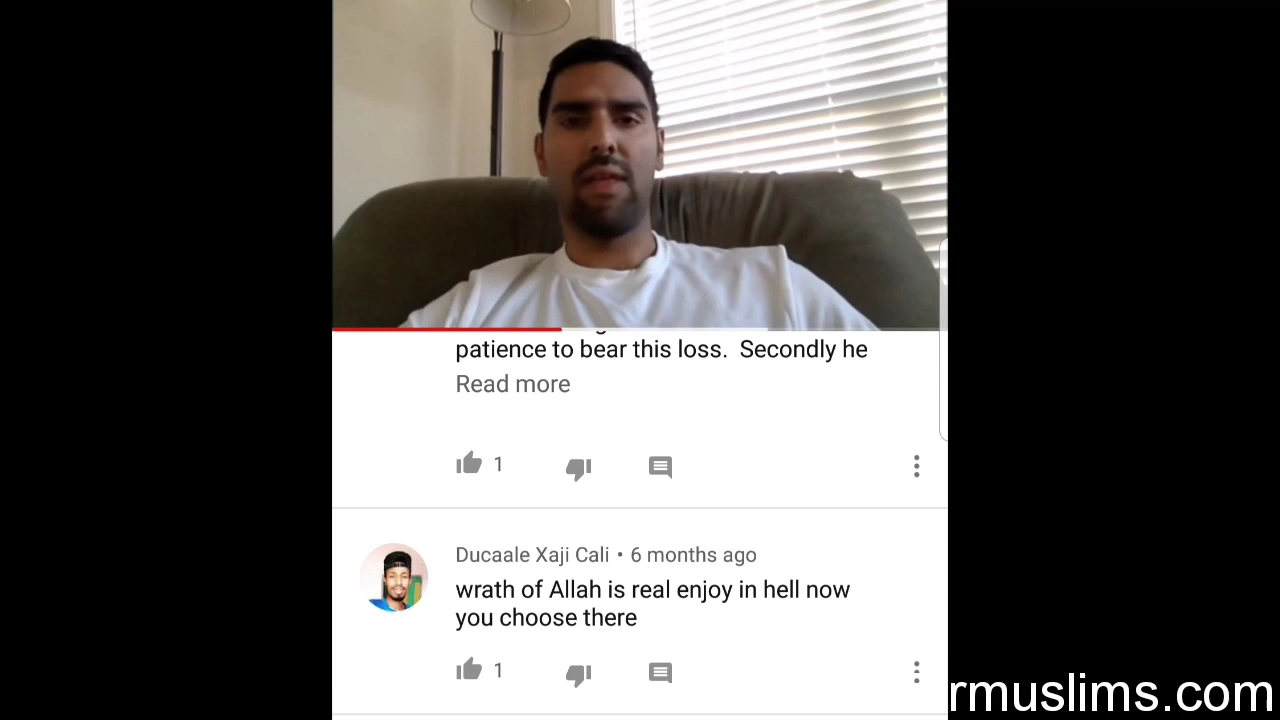 patience to bear this loss.  Secondly he
Read more
1
Ducaale Xaji Cali • 6 months ago
wrath of Allah is real enjoy in hell now
you choose there
1
rmuslims.com